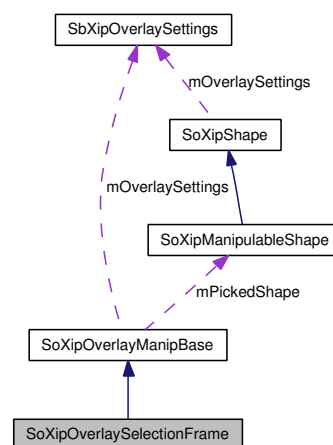 SbXipOverlaySettings
mOverlaySettings
SoXipShape
mOverlaySettings
SoXipManipulableShape
mPickedShape
SoXipOverlayManipBase
SoXipOverlaySelectionFrame